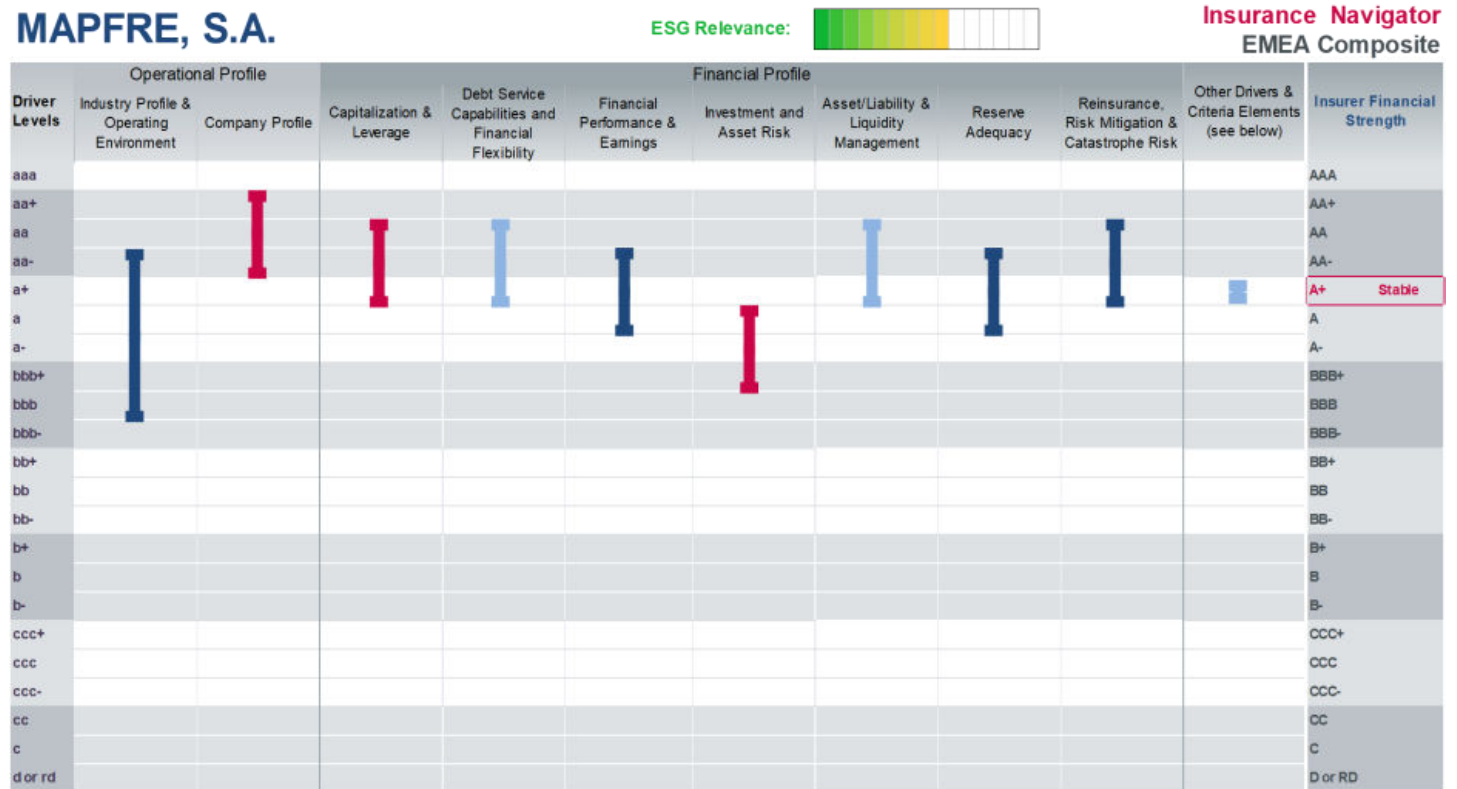 MAPFRE, S.A.
ESG Relevance:
Insurance Navigator
EMEA Composite
Operational Profile
Financial Profile
Driver
Levels
Industry Profile &
Operating
Environment
Company Profile
Capitalization &
Leverage
Debt Service
Capabilities and
Financial
Flexibility
Financial
Performance &
Earnings
Investment and
Asset Risk
Asset/Liability &
Liquidity
Management
Reserve
Adequacy
Reinsurance,
Risk Mitigation &
Catastrophe Risk
Other Drivers &
Criteria Elements
(see below)
Insurer Financial
Strength
aaa AAA
aa+ AA+
aa AA
aa- AA-
a+ A+ Stable
a A
a- A-
bbb+ BBB+
bbb BBB
bbb- BBB-
bb+ BB+
bb BB
bb- BB-
b+ B+
b B
b- B-
ccc+ CCC+
ccc CCC
ccc- CCC-
cc CC
c C
d or rd D or RD